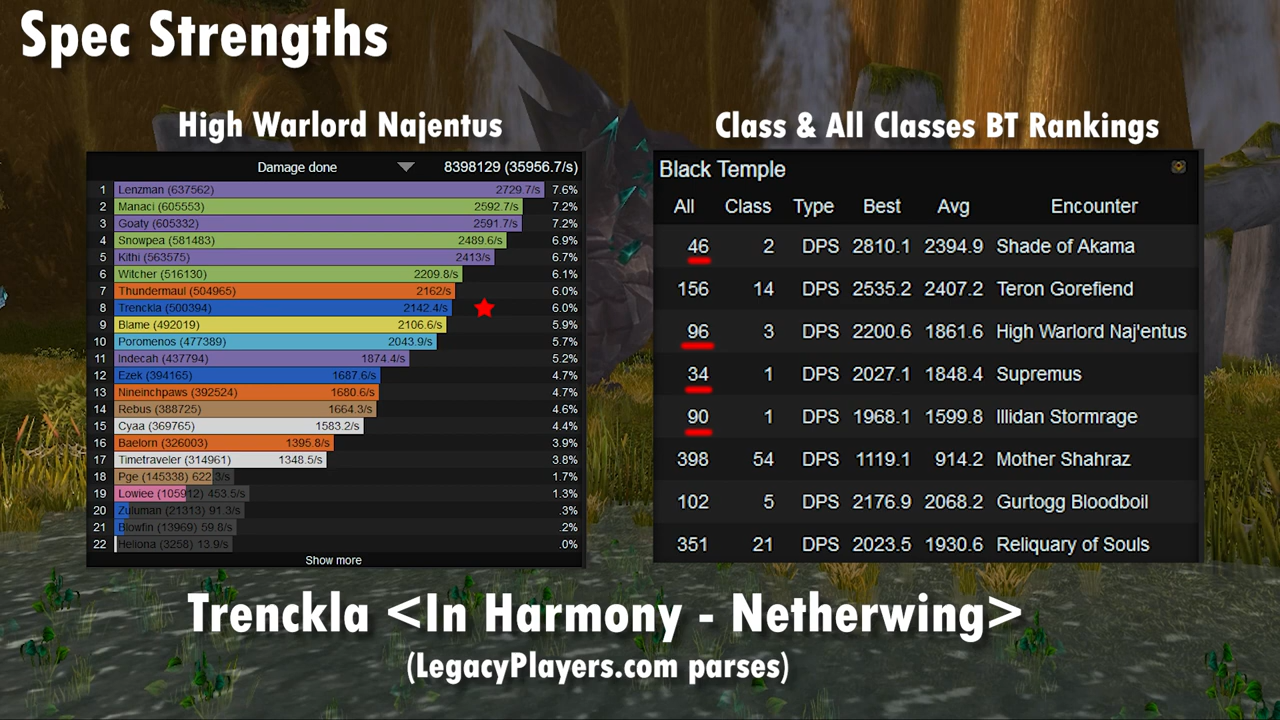 Spec Strengths
High Warlord Najentus
Damage done 8398129 (35956.7/s)
1 Lenzman (637562) 2729.7/s 7.6%
2 Manaci (605553) 2592.7/s 7.2%
3 Goaty (605332) 2591.7/s 7.2%
4 Snowpea (581483) 2489.6/s 6.9%
5 Kithi (563575) 2413/s 6.7%
6 Witcher (516130) 2209.8/s 6.1%
7 Thundermaul (504965) 2162/s 6.0%
8 Trenckla (500394) 2142.4/s 6.0%
9 Blame (492019) 2106.6/s 5.9%
10 Poromenos (477389) 2043.9/s 5.7%
11 Indecah (437794) 1874.4/s 5.2%
12 Ezek (394165) 1687.6/s 4.7%
13 Nineinchpaws (392524) 1680.6/s 4.7%
14 Rebus (388725) 1664.3/s 4.6%
15 Cyaa (369765) 1583.2/s 4.4%
16 Baelorn (326003) 1395.8/s 3.9%
17 Timetraveler (314961) 1348.5/s 3.8%
18 Pge (145338) 622.3/s 1.7%
19 Lowiee (105912) 453.5/s 1.3%
20 Zuluman (21313) 91.3/s .3%
21 Blowfin (13969) 59.8/s .2%
22 Heliona (3258) 13.9/s .0%
Show more
Class & All Classes BT Rankings
Black Temple
All Class Type Best Avg Encounter
46 2 DPS 2810.1 2394.9 Shade of Akama
156 14 DPS 2535.2 2407.2 Teron Gorefiend
96 3 DPS 2200.6 1861.6 High Warlord Naj'entus
34 1 DPS 2027.1 1848.4 Supremus
90 1 DPS 1968.1 1599.8 Illidan Stormrage
398 54 DPS 1119.1 914.2 Mother Shahraz
102 5 DPS 2176.9 2068.2 Gurtogg Bloodboil
351 21 DPS 2023.5 1930.6 Reliquary of Souls
Trenckla <In Harmony - Netherwing>
(LegacyPlayers.com parses)